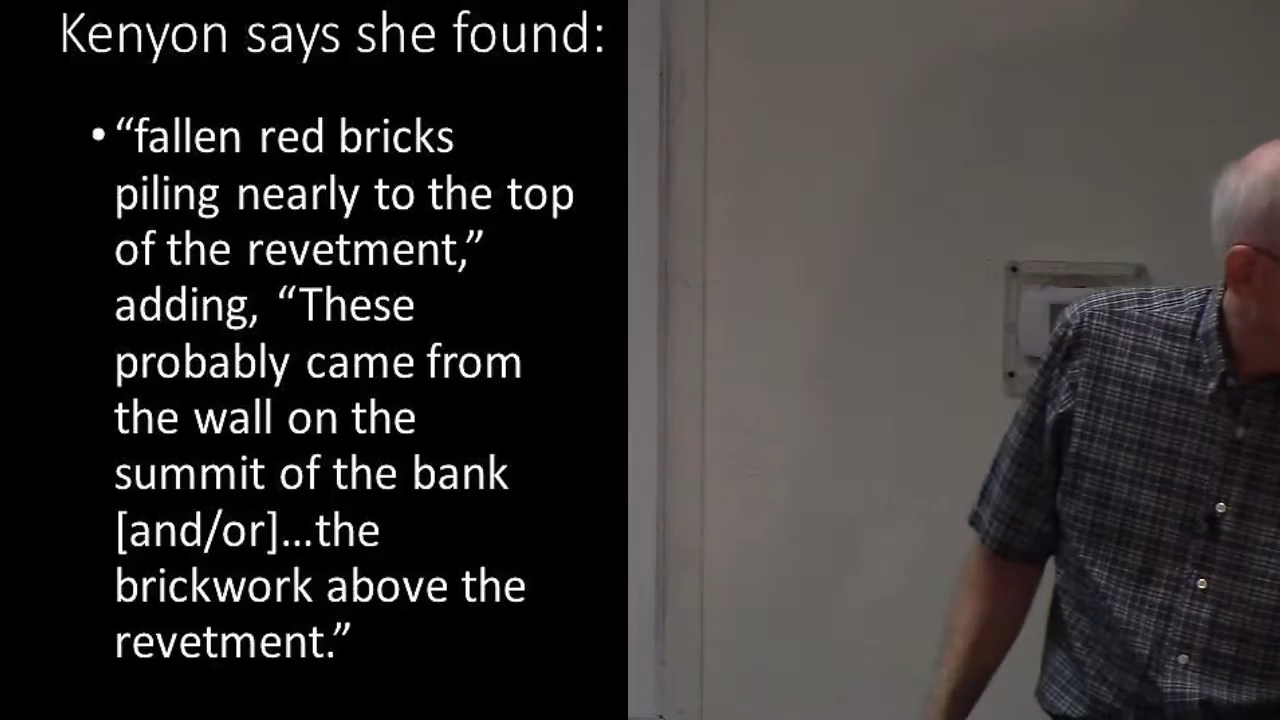 Kenyon says she found:
• “fallen red bricks
piling nearly to the top
of the revetment,”
adding, “These
probably came from
the wall on the
summit of the bank
[and/or]…the
brickwork above the
revetment.”